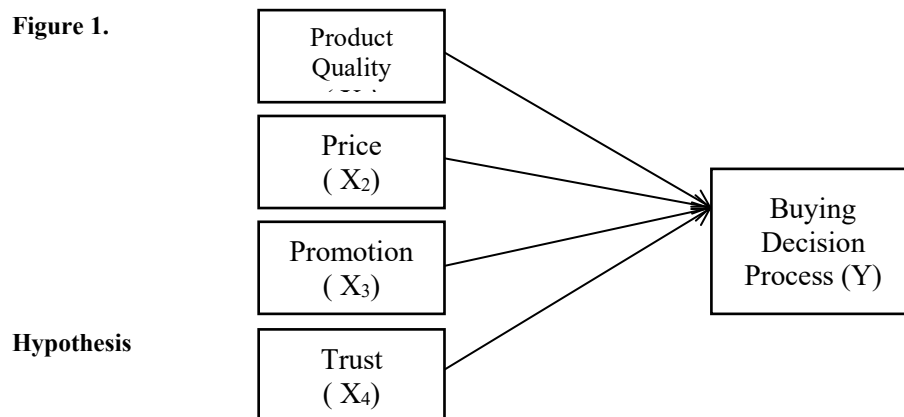 Figure 1.
Product
Quality
Price
( X₂)
Promotion
( X₃)
Hypothesis
Trust
( X₄)
Buying
Decision
Process (Y)